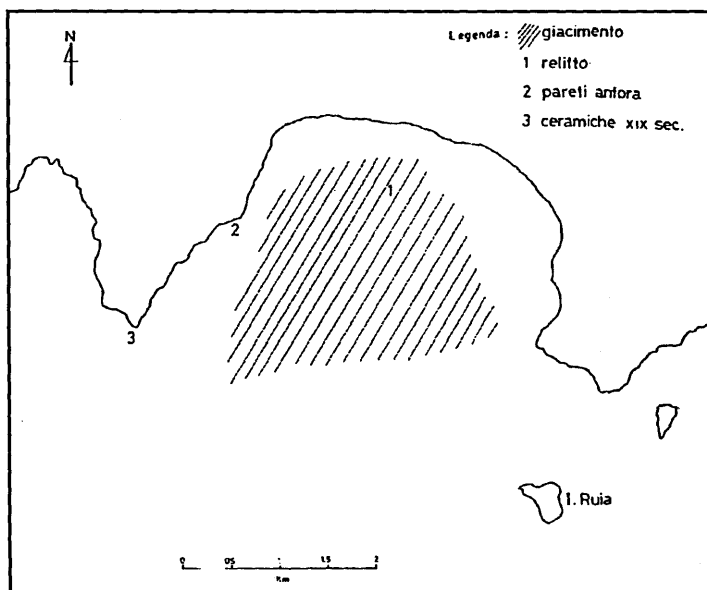 N
Legenda : giacimento
1 relitto
2 pareti anfora
3 ceramiche XIX sec.
1
2
3
I. Ruia
0 0.5 1 1.5 2
Km